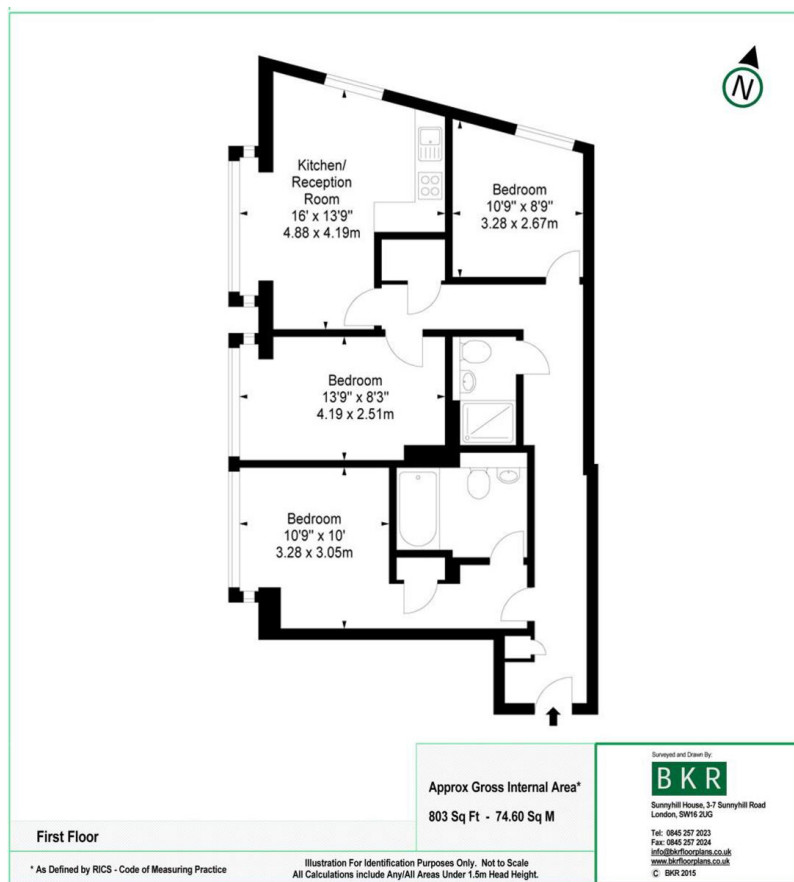 N
Kitchen/
Reception
Room
16' x 13'9"
4.88 x 4.19m
Bedroom
10'9" x 8'9"
3.28 x 2.67m
Bedroom
13'9" x 8'3"
4.19 x 2.51m
Bedroom
10'9" x 10'
3.28 x 3.05m
First Floor
Approx Gross Internal Area*
803 Sq Ft - 74.60 Sq M
* As Defined by RICS - Code of Measuring Practice
Illustration For Identification Purposes Only. Not to Scale
All Calculations include Any/All Areas Under 1.5m Head Height.
Surveyed and Drawn By:
BKR
Sunnyhill House, 3-7 Sunnyhill Road
London, SW16 2UG
Tel: 0845 257 2023
Fax: 0845 257 2024
info@bkrfloorplans.co.uk
www.bkrfloorplans.co.uk
© BKR 2015